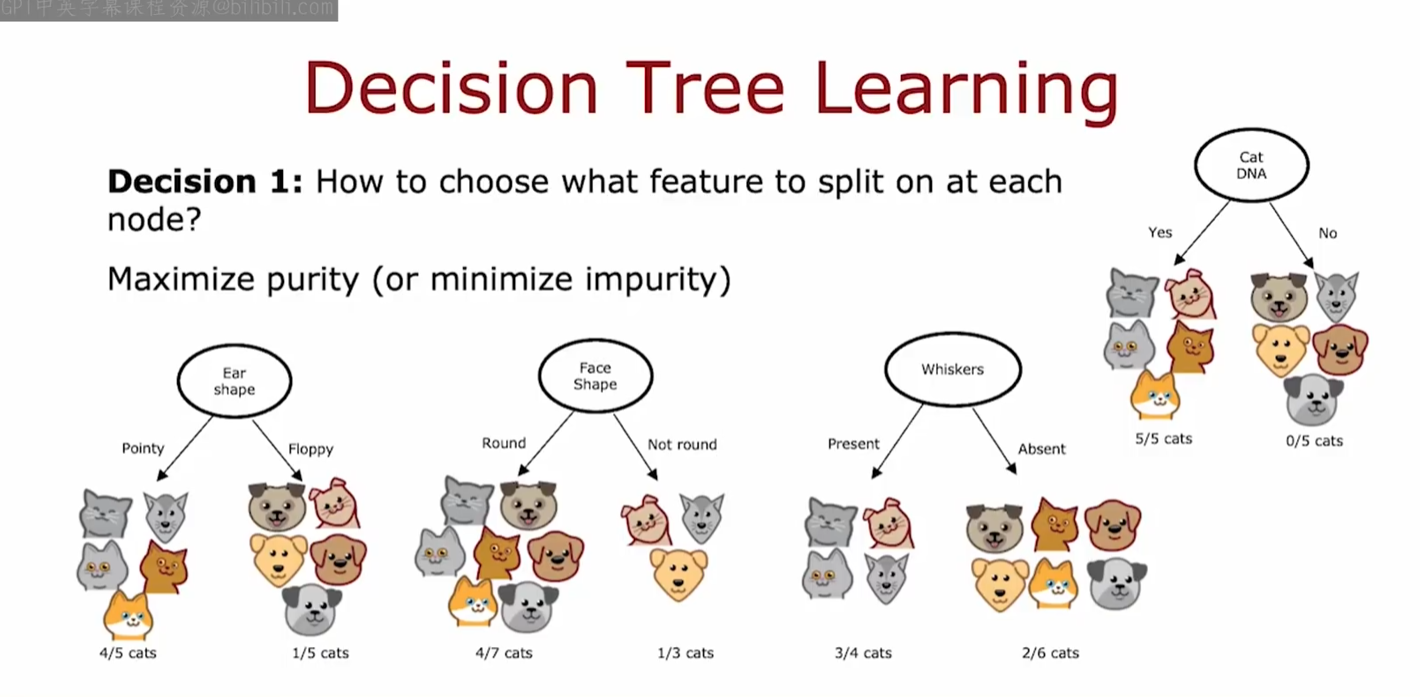 GPT中英字幕课程资源@bilibili.com
Decision Tree Learning
Decision 1: How to choose what feature to split on at each
node?
Maximize purity (or minimize impurity)
Cat
DNA
Yes
No
5/5 cats
0/5 cats
Ear
shape
Pointy
Floppy
4/5 cats
1/5 cats
Face
Shape
Round
Not round
4/7 cats
1/3 cats
Whiskers
Present
Absent
3/4 cats
2/6 cats